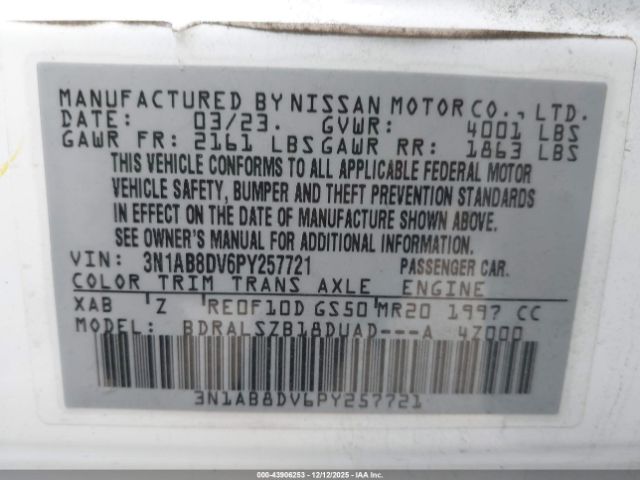 MANUFACTURED BY NISSAN MOTOR CO., LTD.
DATE: 03/23. GVWR: 4001 LBS
GAWR FR: 2161 LBS GAWR RR: 1863 LBS
THIS VEHICLE CONFORMS TO ALL APPLICABLE FEDERAL MOTOR
VEHICLE SAFETY, BUMPER AND THEFT PREVENTION STANDARDS
IN EFFECT ON THE DATE OF MANUFACTURE SHOWN ABOVE.
SEE OWNER'S MANUAL FOR ADDITIONAL INFORMATION.
VIN: 3N1AB8DV6PY257721 PASSENGER CAR.
COLOR TRIM TRANS AXLE ENGINE
XAB Z RE0F10D GS50 MR20 1997 CC
MODEL: BDRALSZB18DUAD---A 4Z000
3N1AB8DV6PY257721
000-43906253 - 12/12/2025 - IAA Inc.